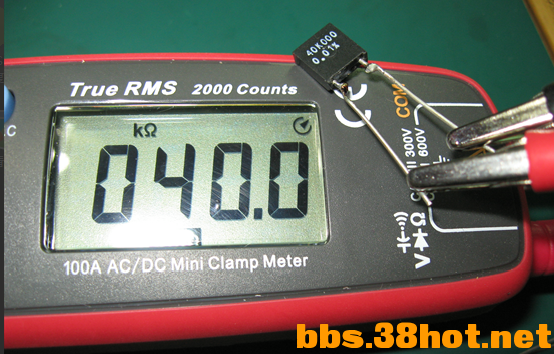 40K000
0.01%
True RMS 2000 Counts
COM
C
kΩ
040.0
300V
600V
VΩ
100A AC/DC Mini Clamp Meter
bbs.38hot.net